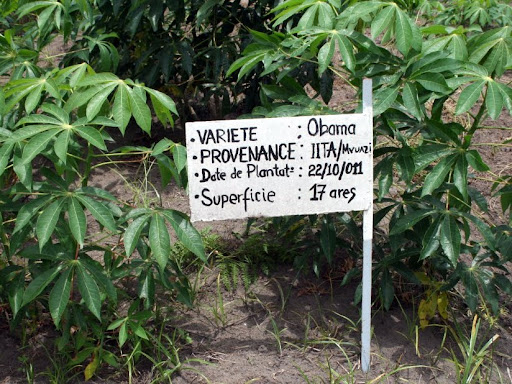 • VARIETE : Obama
• PROVENANCE : IITA/Mvuazi
• Date de Plantat° : 22/10/011
• Superficie : 17 ares